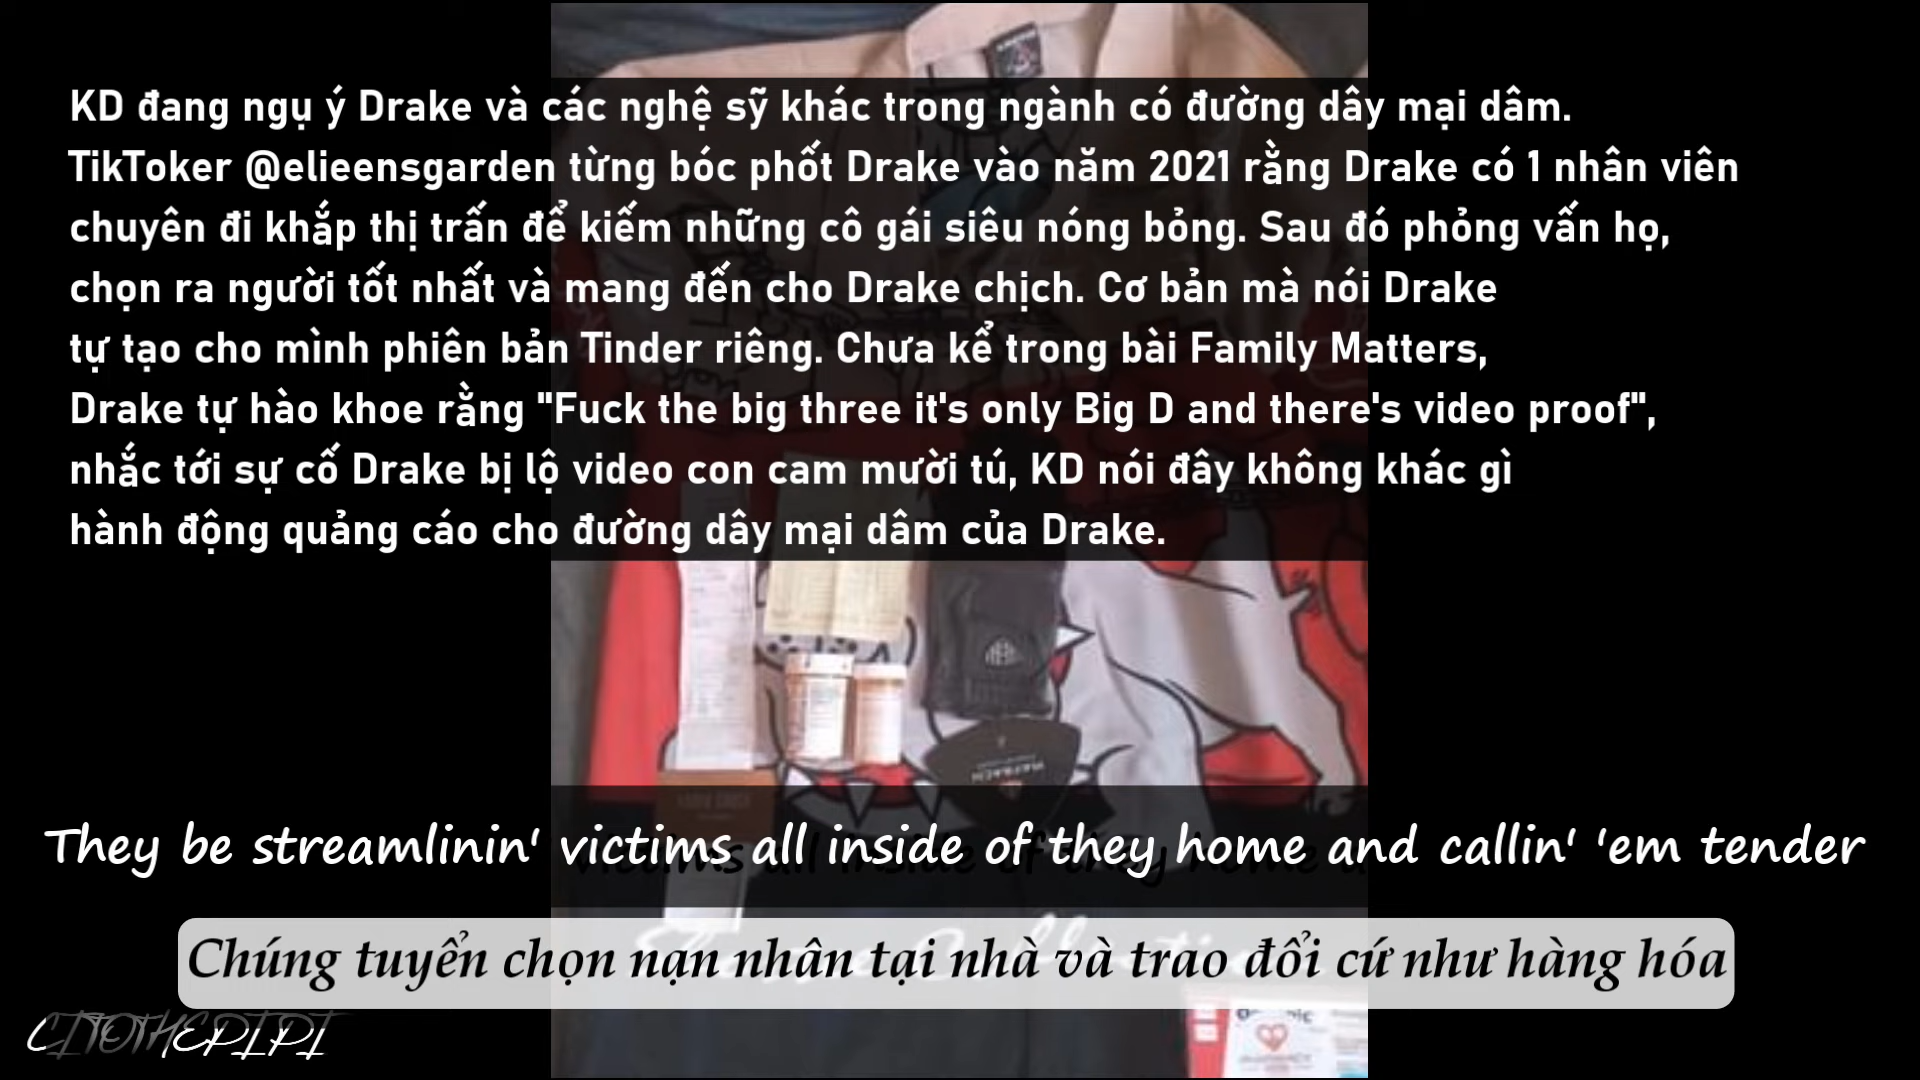 KD đang ngụ ý Drake và các nghệ sỹ khác trong ngành có đường dây mại dâm.
TikToker @elieensgarden từng bóc phốt Drake vào năm 2021 rằng Drake có 1 nhân viên
chuyên đi khắp thị trấn để kiếm những cô gái siêu nóng bỏng. Sau đó phỏng vấn họ,
chọn ra người tốt nhất và mang đến cho Drake chịch. Cơ bản mà nói Drake
tự tạo cho mình phiên bản Tinder riêng. Chưa kể trong bài Family Matters,
Drake tự hào khoe rằng "Fuck the big three it's only Big D and there's video proof",
nhắc tới sự cố Drake bị lộ video con cam mười tú, KD nói đây không khác gì
hành động quảng cáo cho đường dây mại dâm của Drake.
MAYBACH
They be streamlinin' victims all inside of they home and callin' 'em tender
Chúng tuyển chọn nạn nhân tại nhà và trao đổi cứ như hàng hóa
CITOTHEPIPI